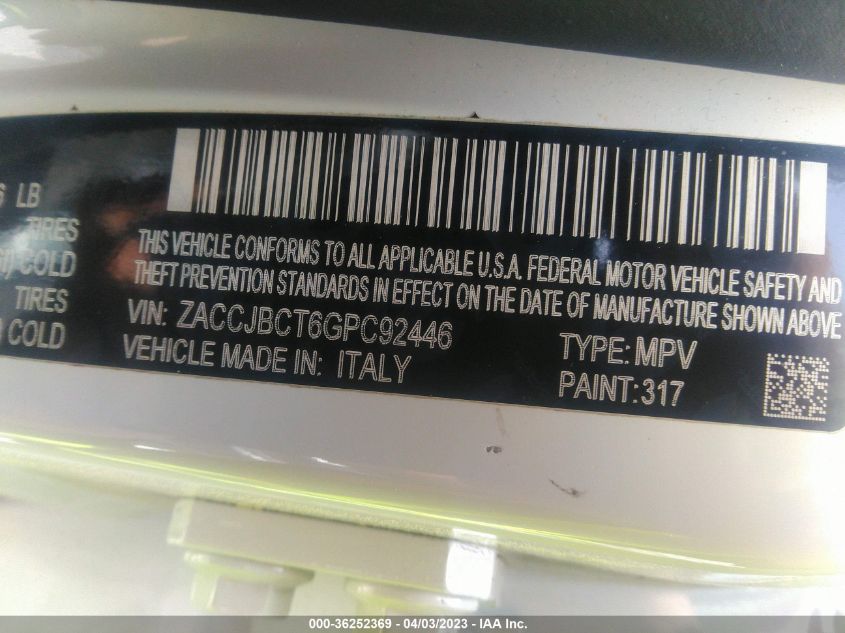 6 LB
TIRES
COLD
TIRES
COLD
THIS VEHICLE CONFORMS TO ALL APPLICABLE U.S.A. FEDERAL MOTOR VEHICLE SAFETY AND
THEFT PREVENTION STANDARDS IN EFFECT ON THE DATE OF MANUFACTURE SHOWN ABOVE
VIN: ZACCJBCT6GPC92446
TYPE: MPV
VEHICLE MADE IN: ITALY
PAINT: 317
000-36252369 - 04/03/2023 - © IAA Inc.